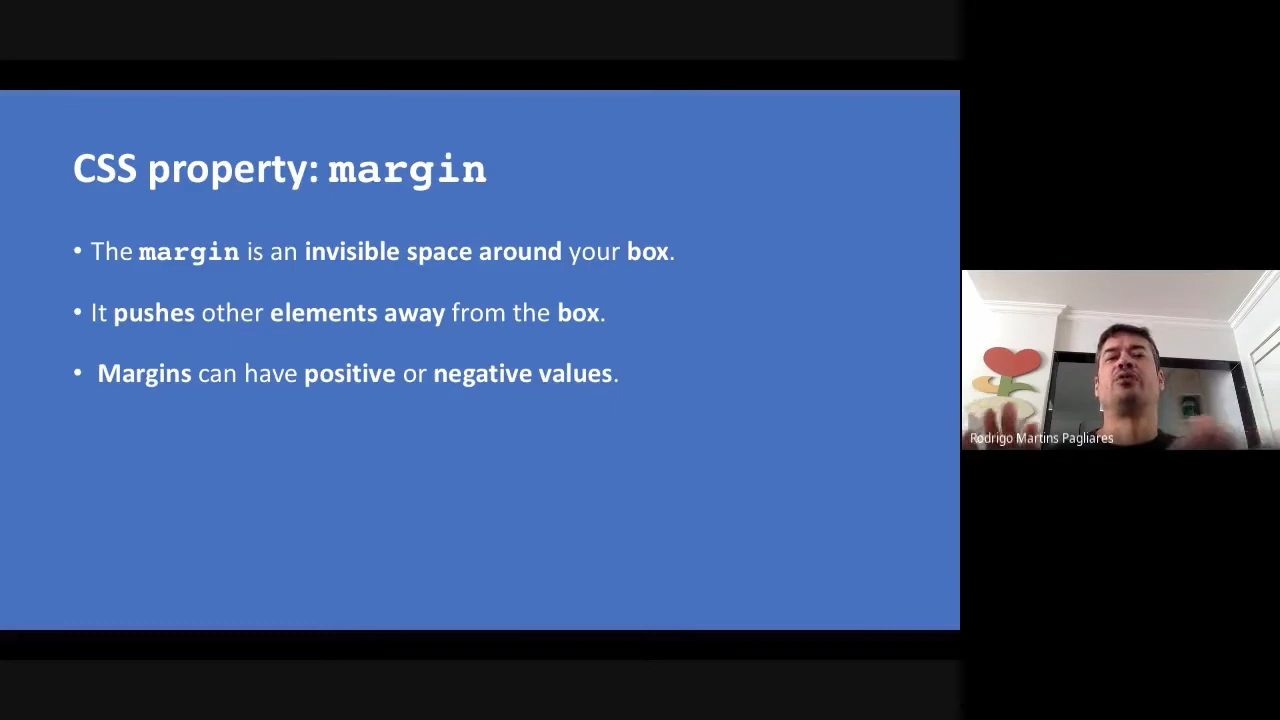 CSS property: margin
• The margin is an invisible space around your box.
• It pushes other elements away from the box.
• Margins can have positive or negative values.
Rodrigo Martins Pagliares